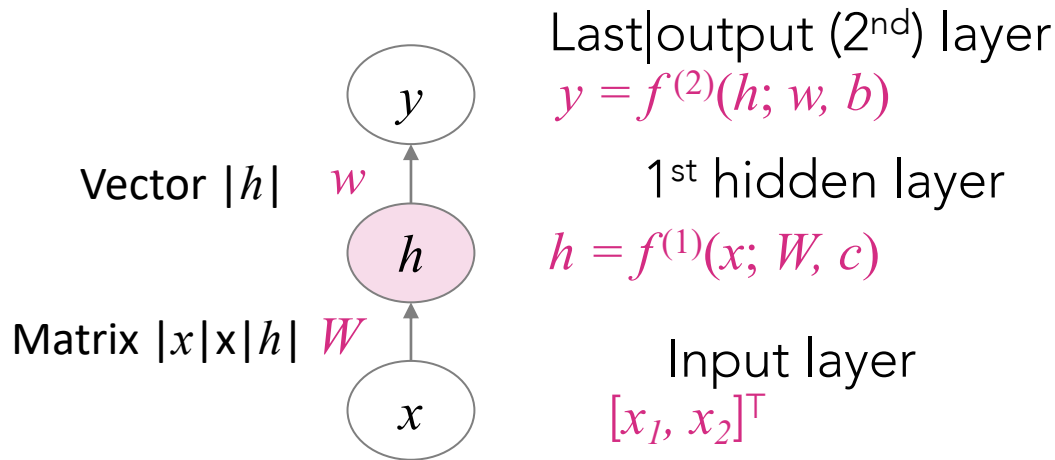 Last|output (2ⁿᵈ) layer
y
y = f⁽²⁾(h; w, b)
Vector |h| w
1ˢᵗ hidden layer
h
h = f⁽¹⁾(x; W, c)
Matrix |x|x|h| W
Input layer
x
[x₁, x₂]ᵀ